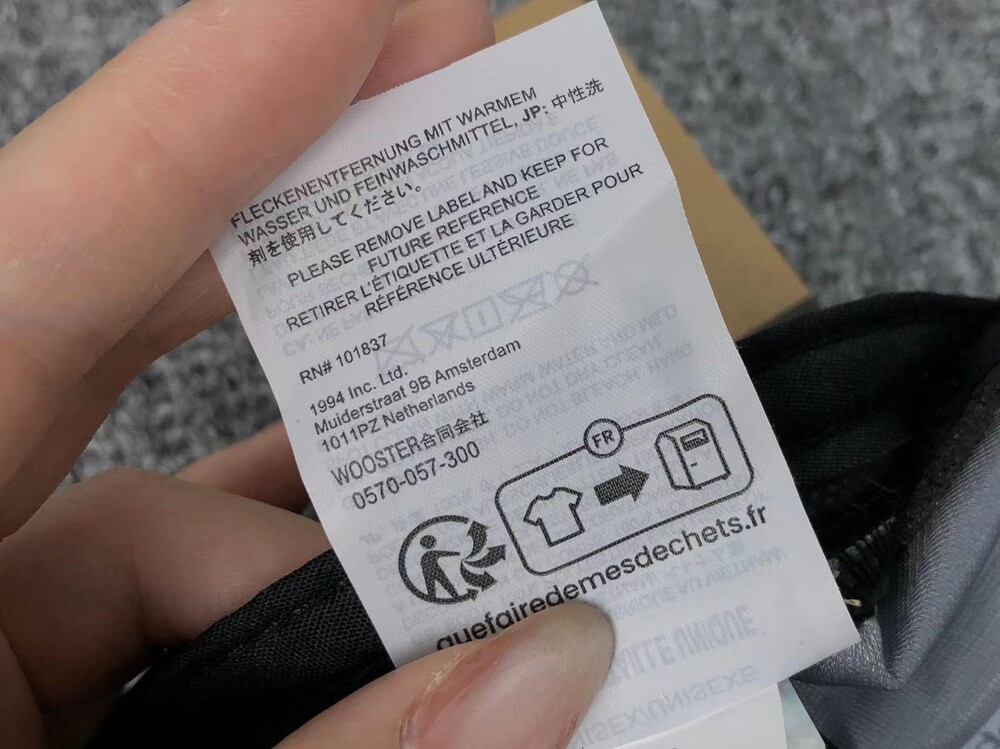 FLECKENENTFERNUNG MIT WARMEM
WASSER UND FEINWASCHMITTEL, JP: 中性洗
剤を使用してください。
PLEASE REMOVE LABEL AND KEEP FOR
FUTURE REFERENCE
RETIRER L'ÉTIQUETTE ET LA GARDER POUR
RÉFÉRENCE ULTÉRIEURE
RN# 101837
1994 Inc. Ltd.
Muiderstraat 9B Amsterdam
1011PZ Netherlands
WOOSTER合同会社
0570-057-300
FR
quefairedemesdechets.fr